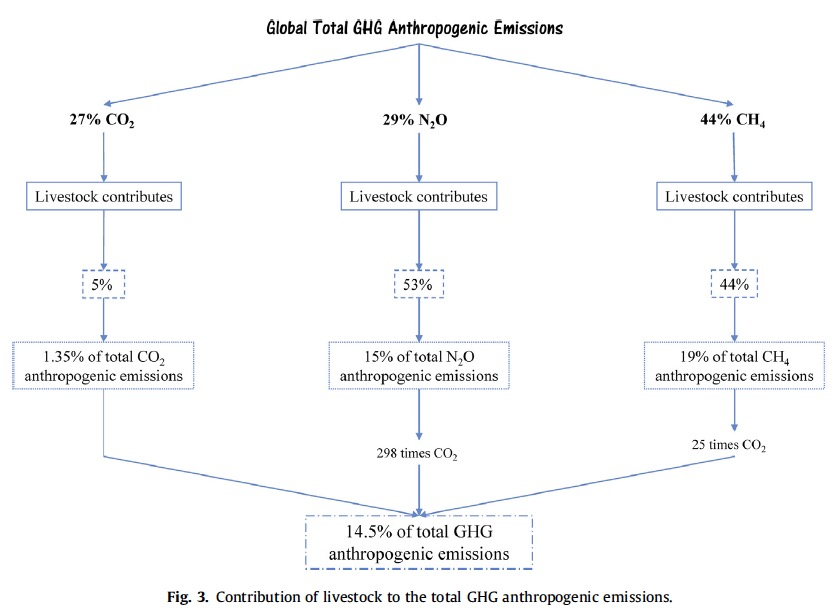 Global Total GHG Anthropogenic Emissions
27% CO₂
29% N₂O
44% CH₄
Livestock contributes
Livestock contributes
Livestock contributes
5%
53%
44%
1.35% of total CO₂
anthropogenic emissions
15% of total N₂O
anthropogenic emissions
19% of total CH₄
anthropogenic emissions
298 times CO₂
25 times CO₂
14.5% of total GHG
anthropogenic emissions
Fig. 3. Contribution of livestock to the total GHG anthropogenic emissions.